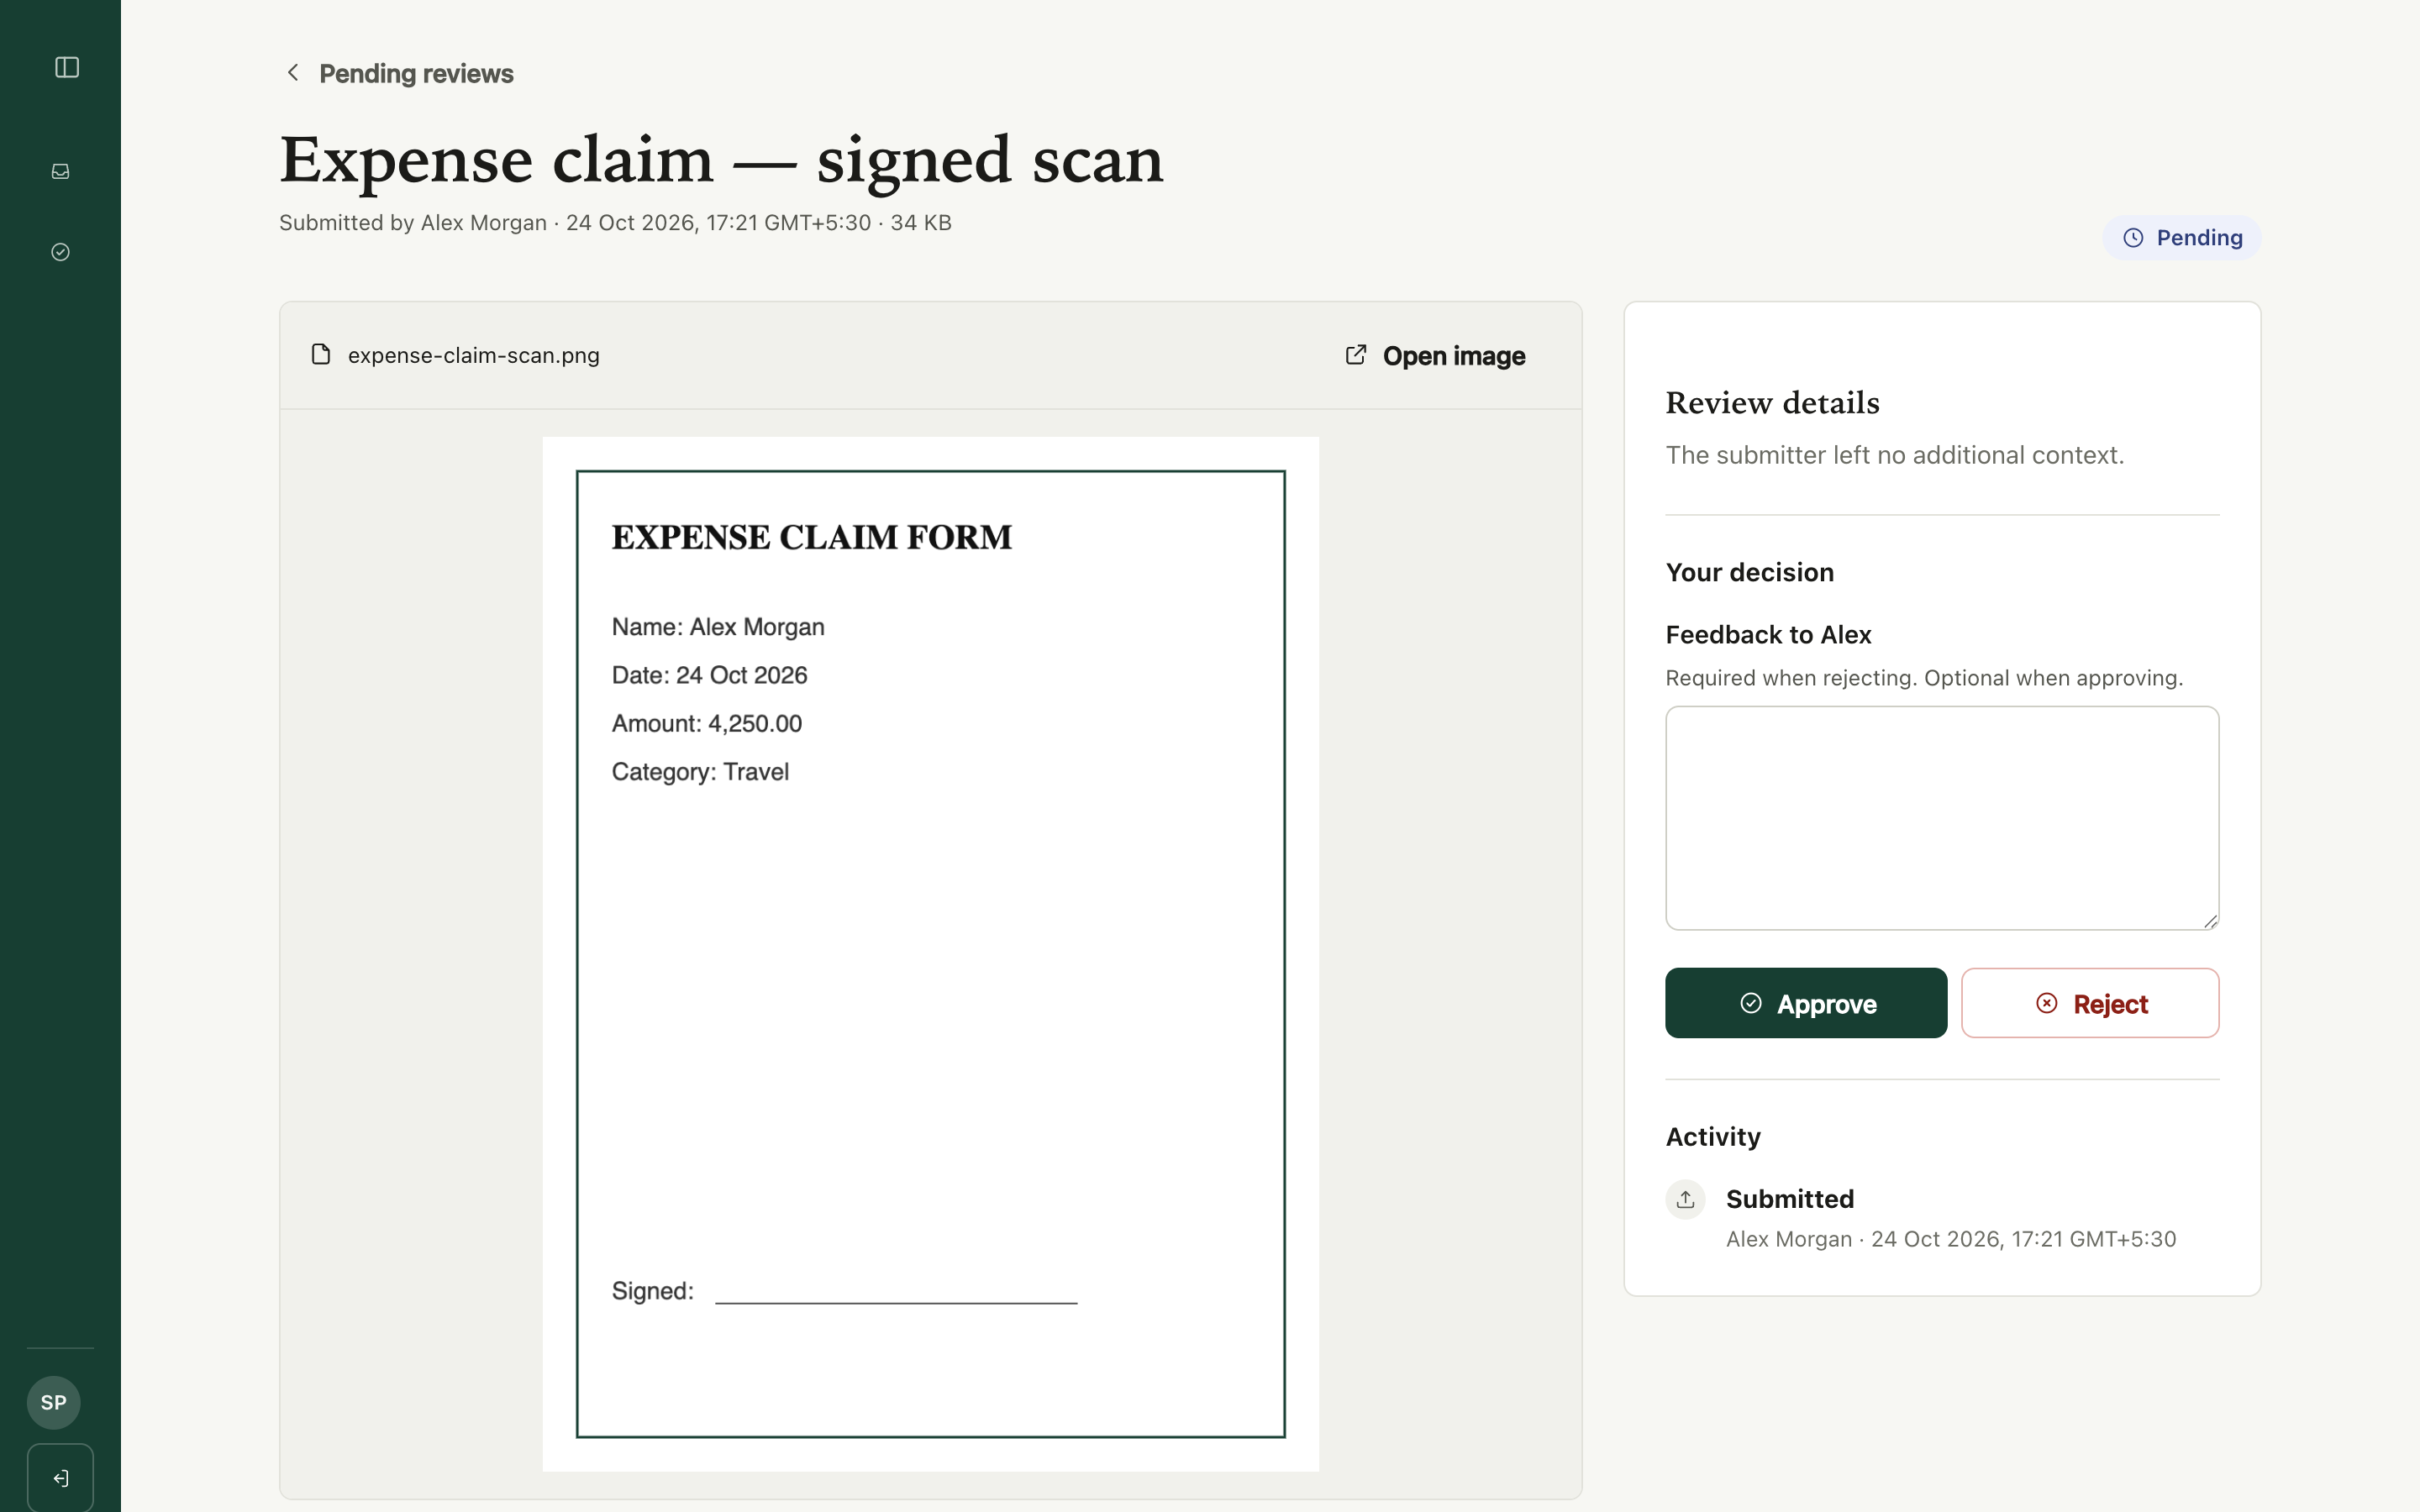 Pending reviews
Expense claim — signed scan
Submitted by Alex Morgan · 24 Oct 2026, 17:21 GMT+5:30 · 34 KB
Pending
expense-claim-scan.png
Open image
EXPENSE CLAIM FORM
Name: Alex Morgan
Date: 24 Oct 2026
Amount: 4,250.00
Category: Travel
Signed:
Review details
The submitter left no additional context.
Your decision
Feedback to Alex
Required when rejecting. Optional when approving.
Approve
Reject
Activity
Submitted
Alex Morgan · 24 Oct 2026, 17:21 GMT+5:30
SP